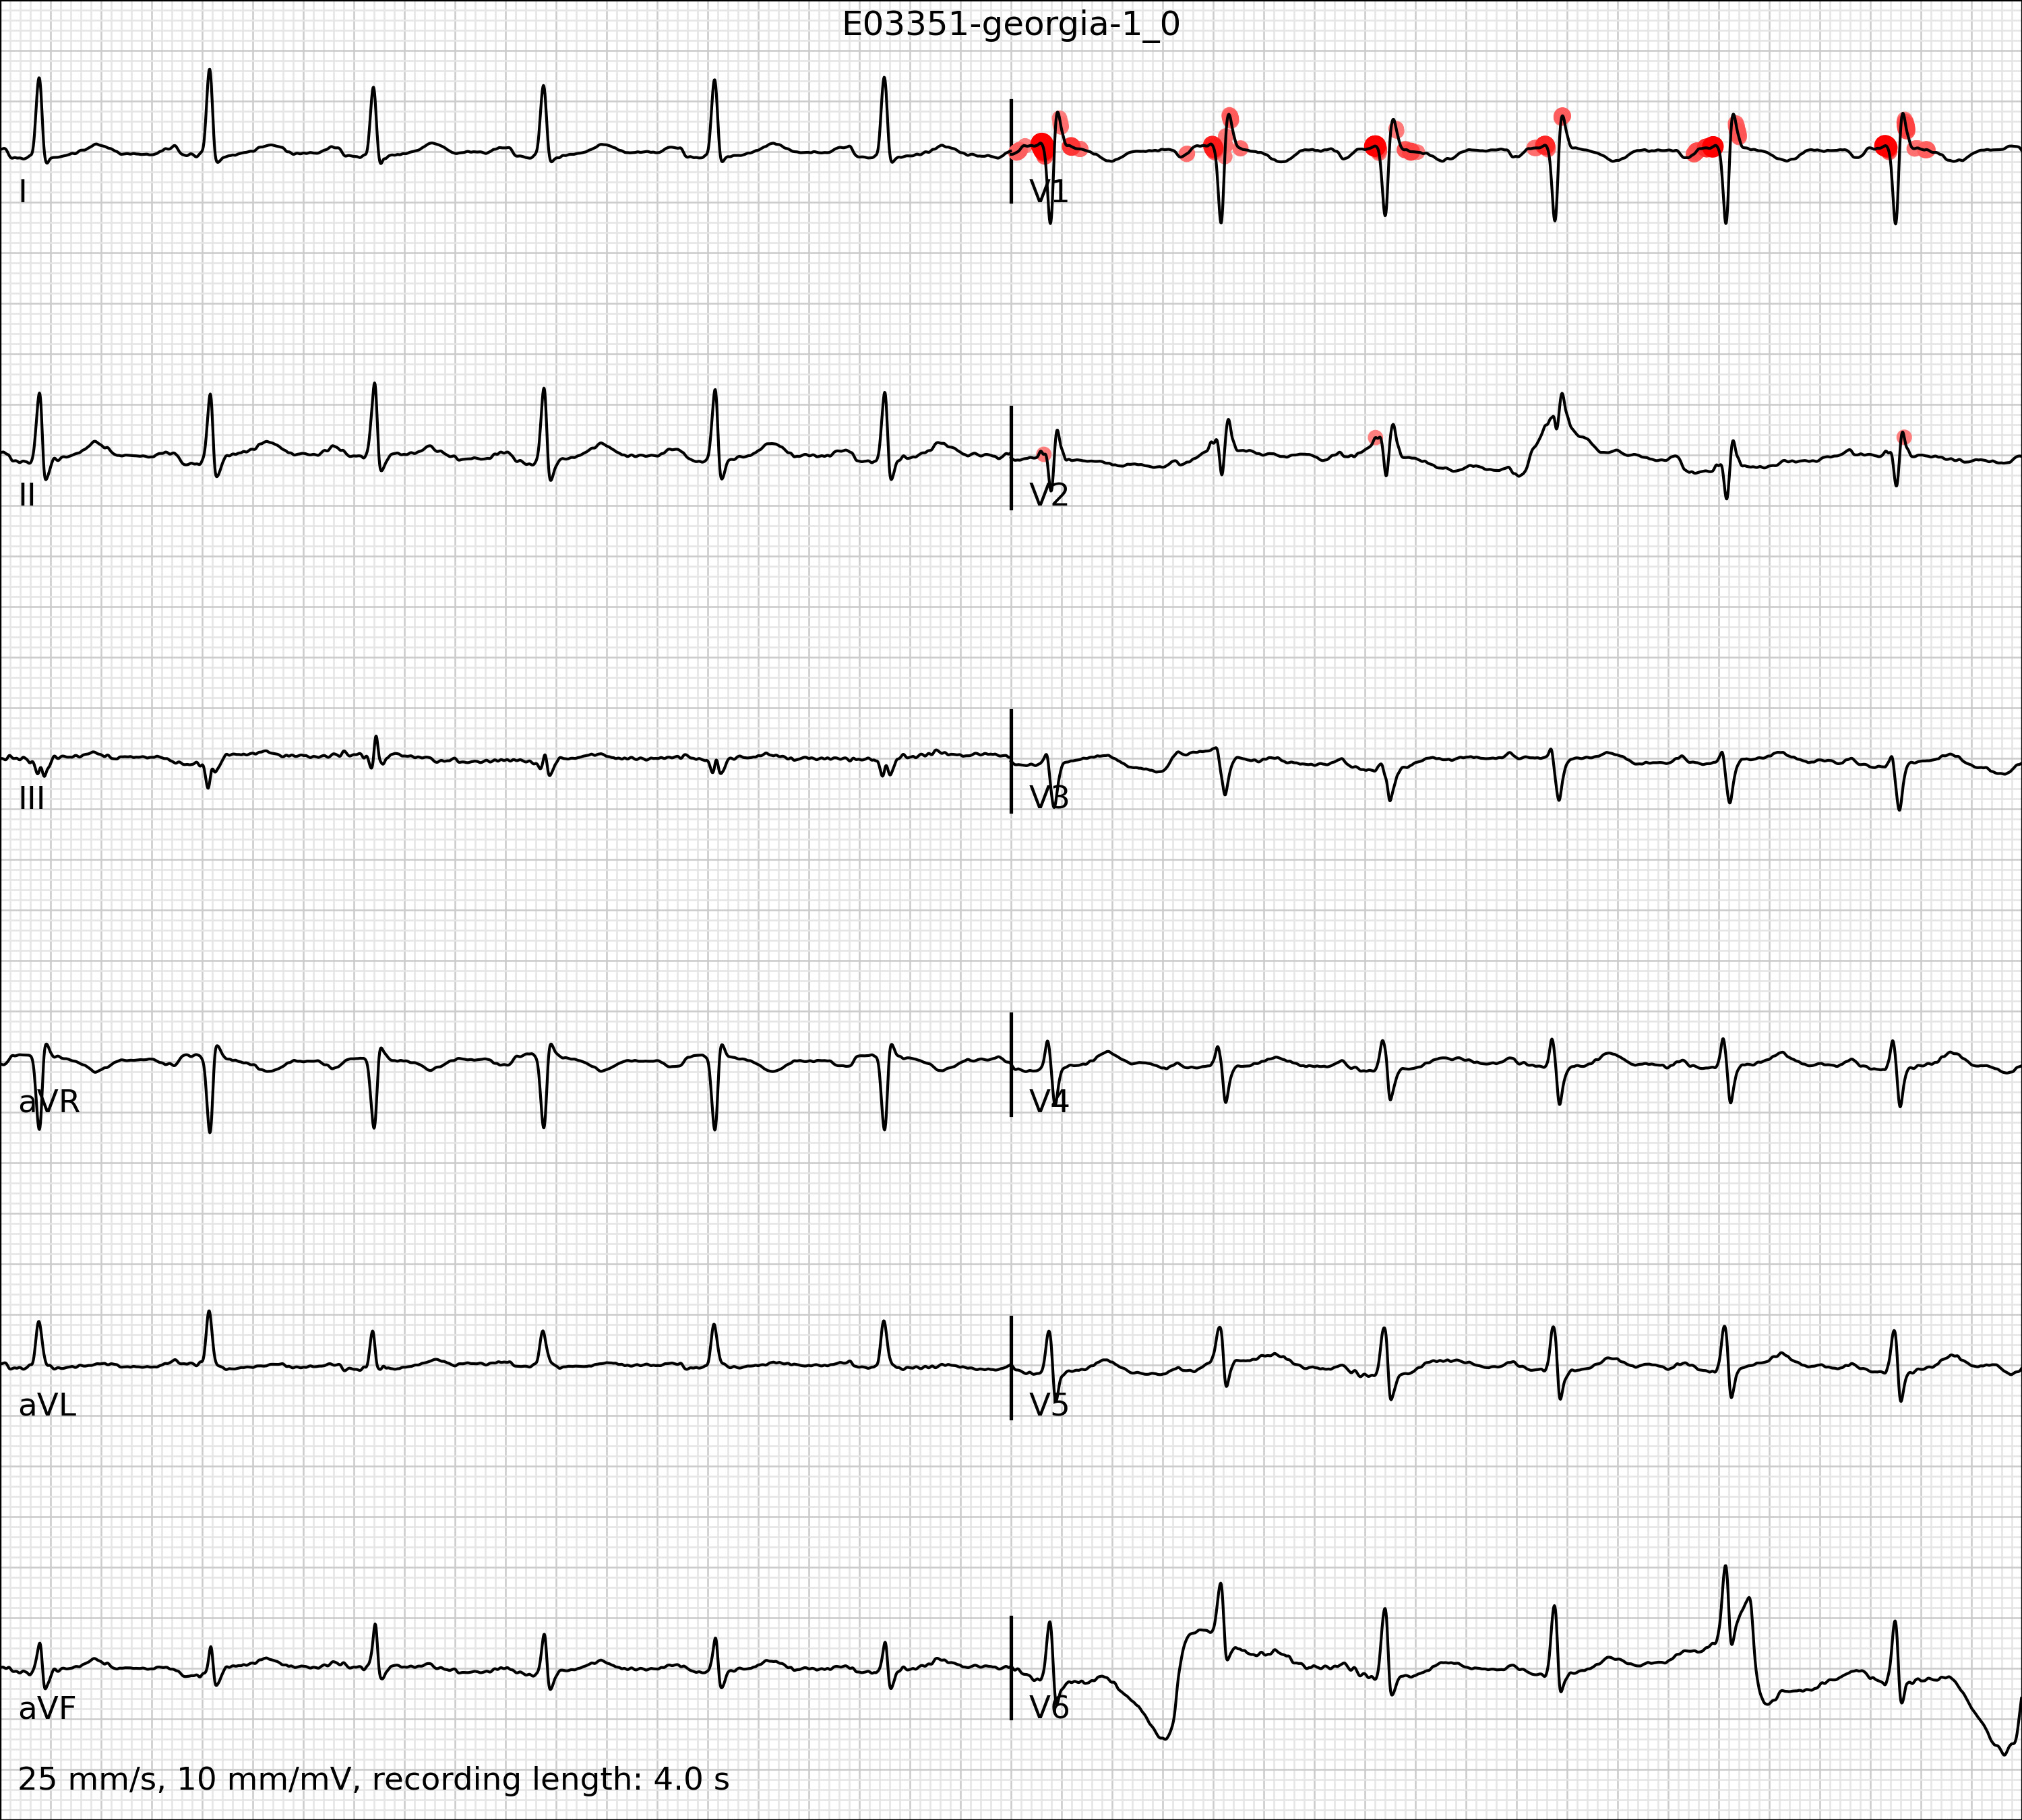 E03351-georgia-1_0
I
V1
II
V2
III
V3
aVR
V4
aVL
V5
aVF
V6
25 mm/s, 10 mm/mV, recording length: 4.0 s